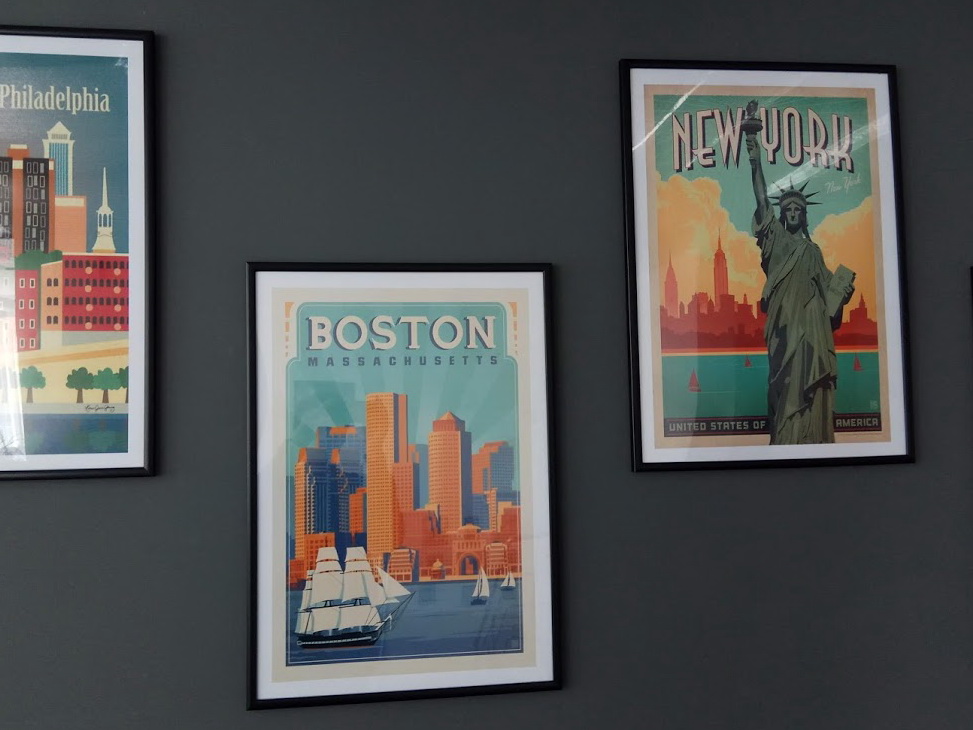 Philadelphia
BOSTON
MASSACHUSETTS
NEW YORK
New York
UNITED STATES OF AMERICA